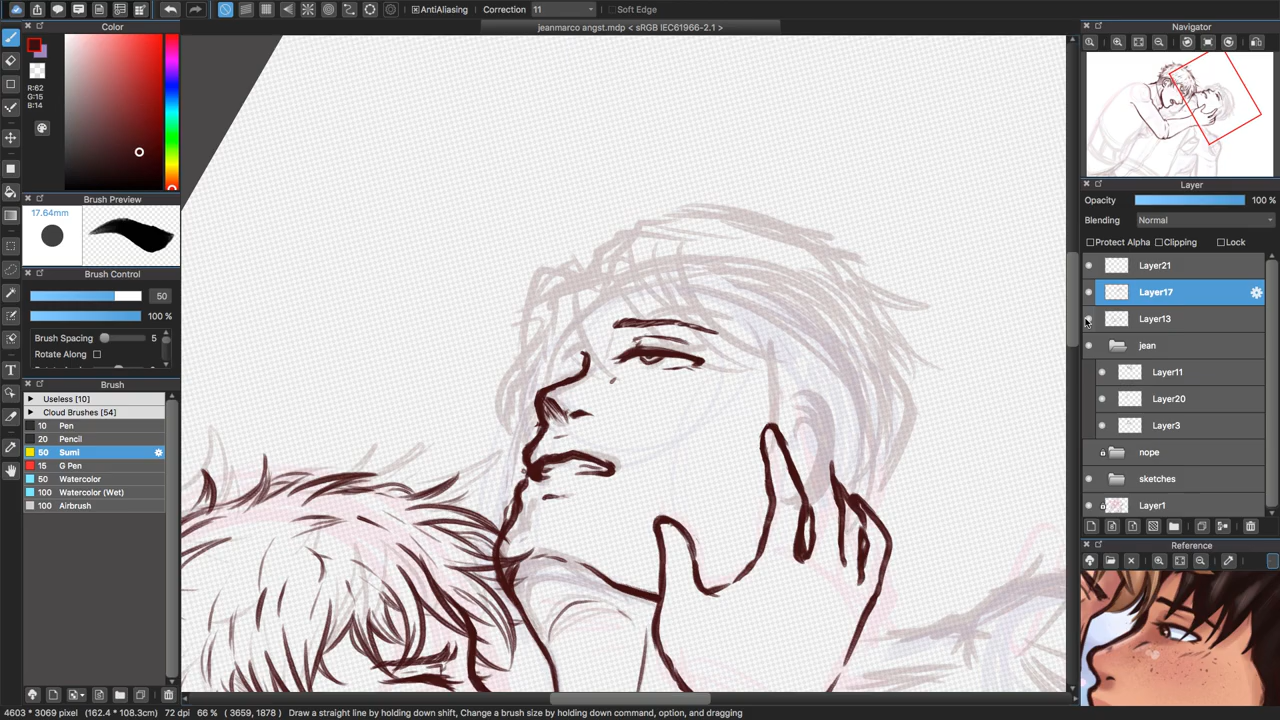 AntiAliasing Correction 11 Soft Edge
jeanmarco angst.mdp < sRGB IEC61966-2.1 >
Color
R:62
G:15
B:14
Brush Preview
17.64mm
Brush Control
50
100 %
Brush Spacing 5
Rotate Along
Brush
Useless [10]
Cloud Brushes [54]
10 Pen
20 Pencil
50 Sumi
15 G Pen
50 Watercolor
100 Watercolor (Wet)
100 Airbrush
Navigator
Layer
Opacity 100 %
Blending Normal
Protect Alpha Clipping Lock
Layer21
Layer17
Layer13
jean
Layer11
Layer20
Layer3
nope
sketches
Layer1
Reference
4603 * 3069 pixel (162.4 * 108.3cm) 72 dpi 66 % ( 3659, 1878 ) Draw a straight line by holding down shift, Change a brush size by holding down command, option, and dragging